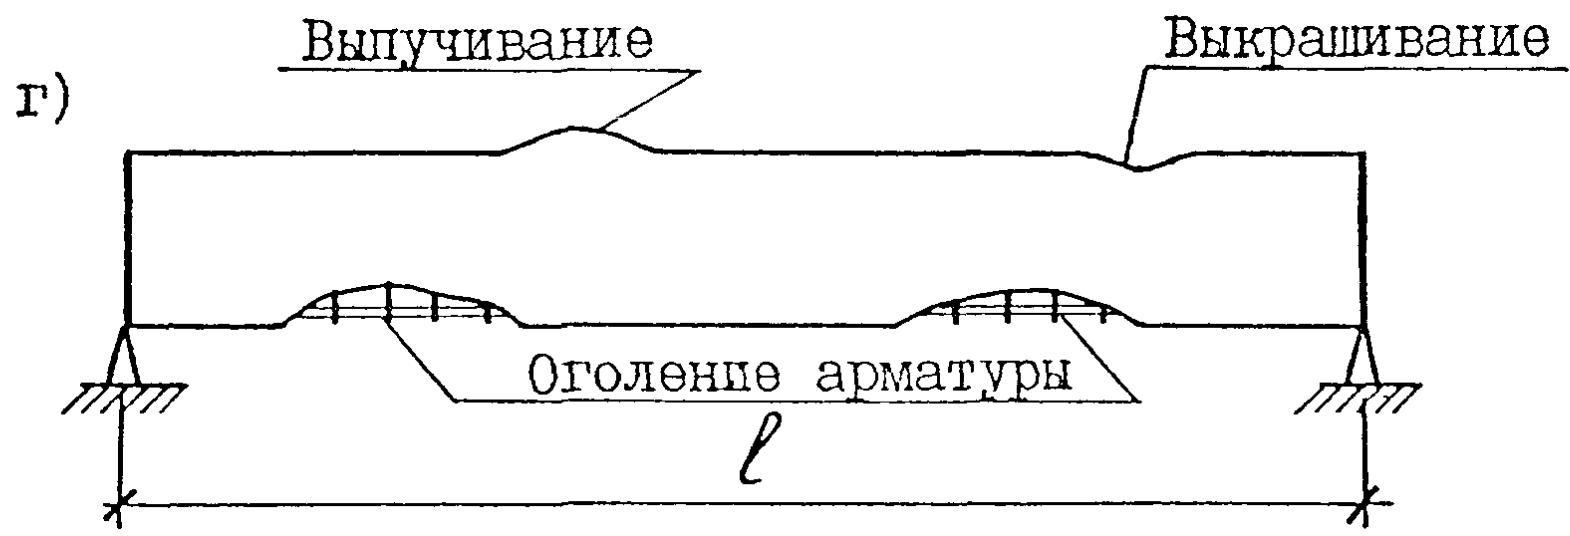 Выпучивание
Выкрашивание
г)
Оголение арматуры
l